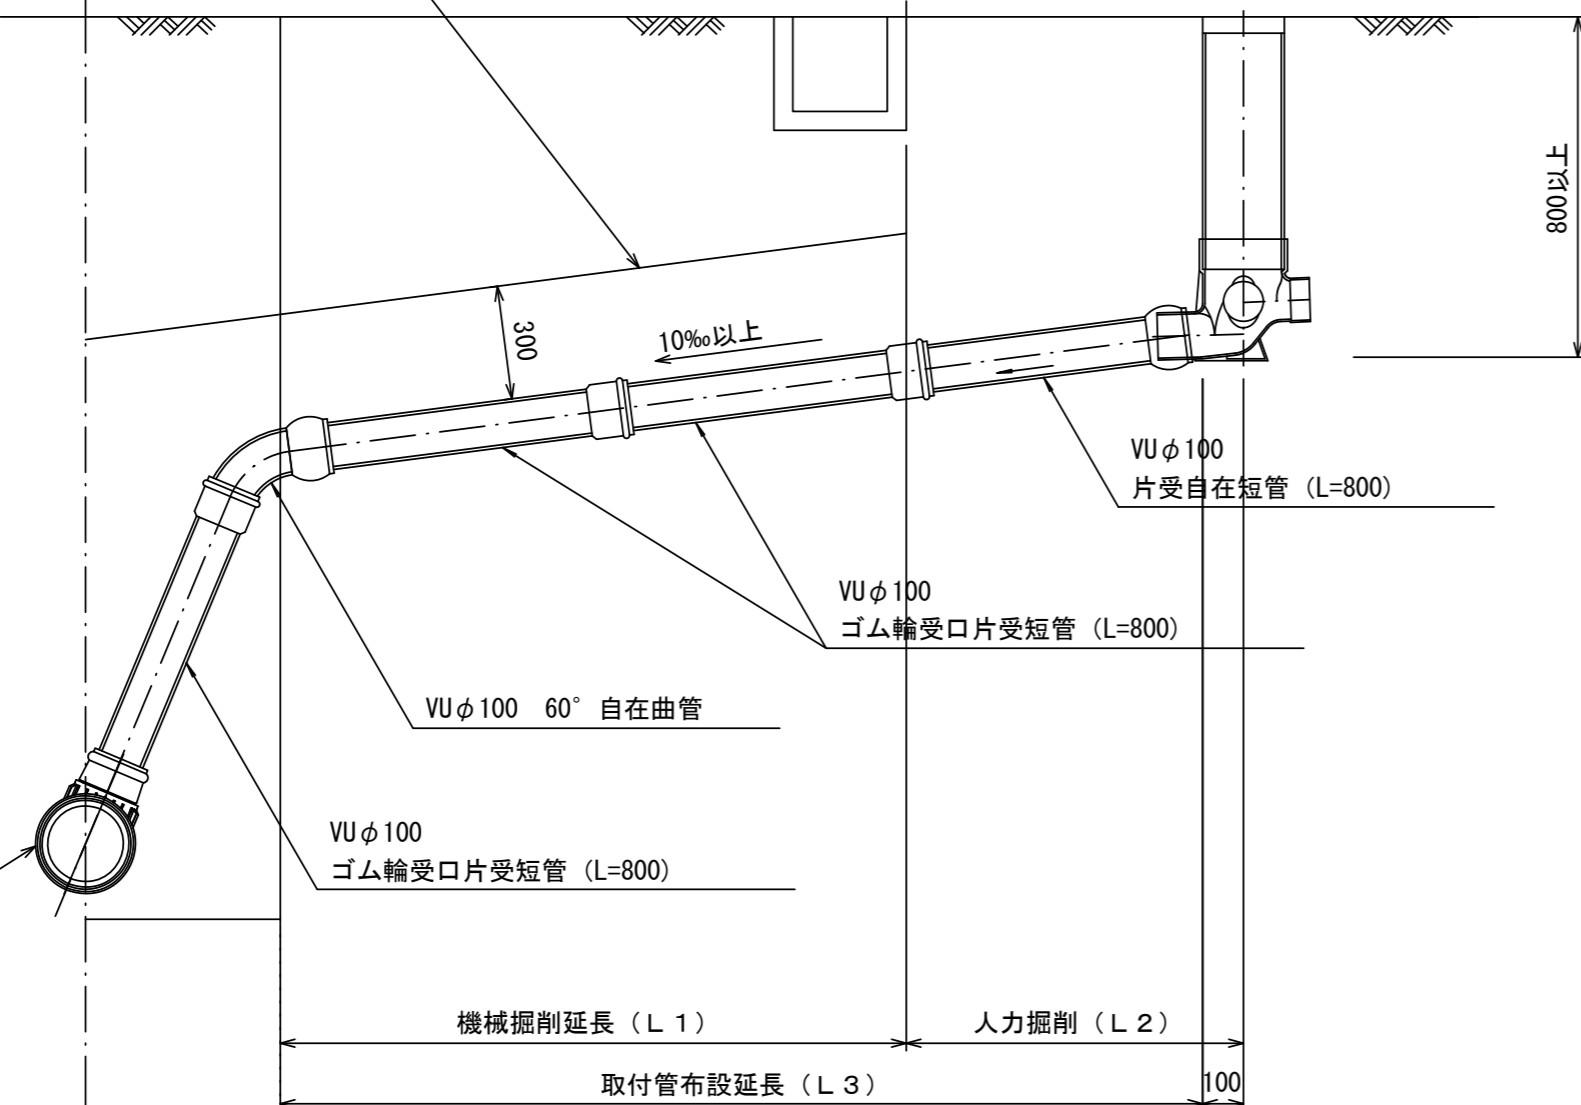 800以上
300
10‰以上
VUφ100
片受自在短管（L=800）
VUφ100
ゴム輪受口片受短管（L=800）
VUφ100　60°自在曲管
VUφ100
ゴム輪受口片受短管（L=800）
機械掘削延長（Ｌ１）
人力掘削（Ｌ２）
取付管布設延長（Ｌ３）
100